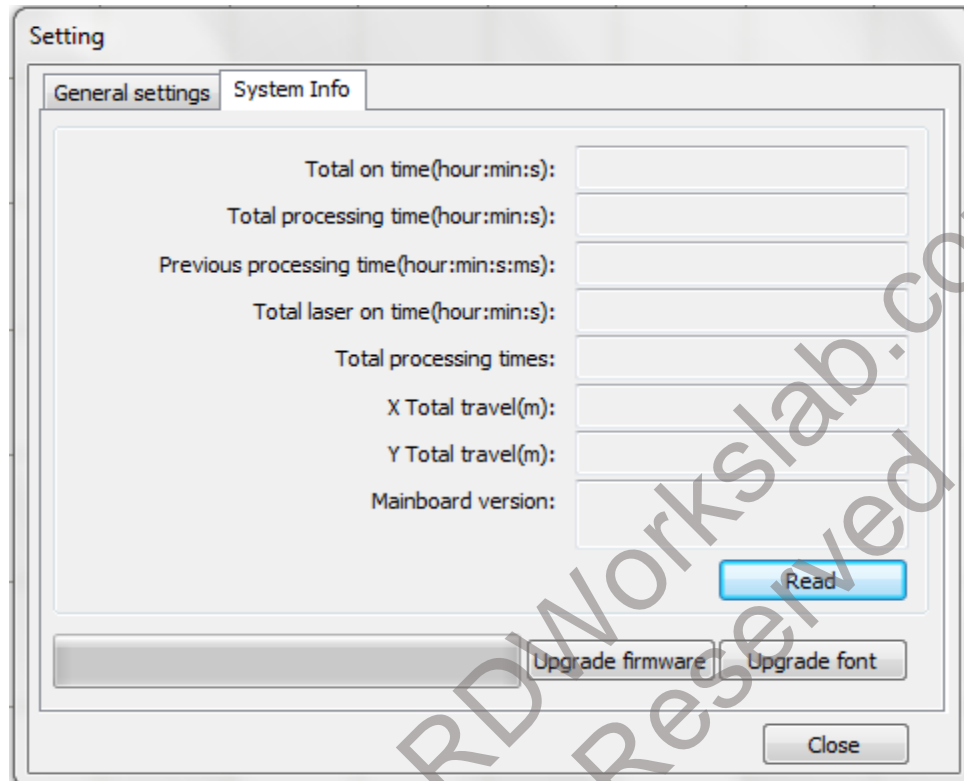 Setting
General settings
System Info
Total on time(hour:min:s):
Total processing time(hour:min:s):
Previous processing time(hour:min:s:ms):
Total laser on time(hour:min:s):
Total processing times:
X Total travel(m):
Y Total travel(m):
Mainboard version:
Read
Upgrade firmware
Upgrade font
Close
RDWorkslab.co
Reserved